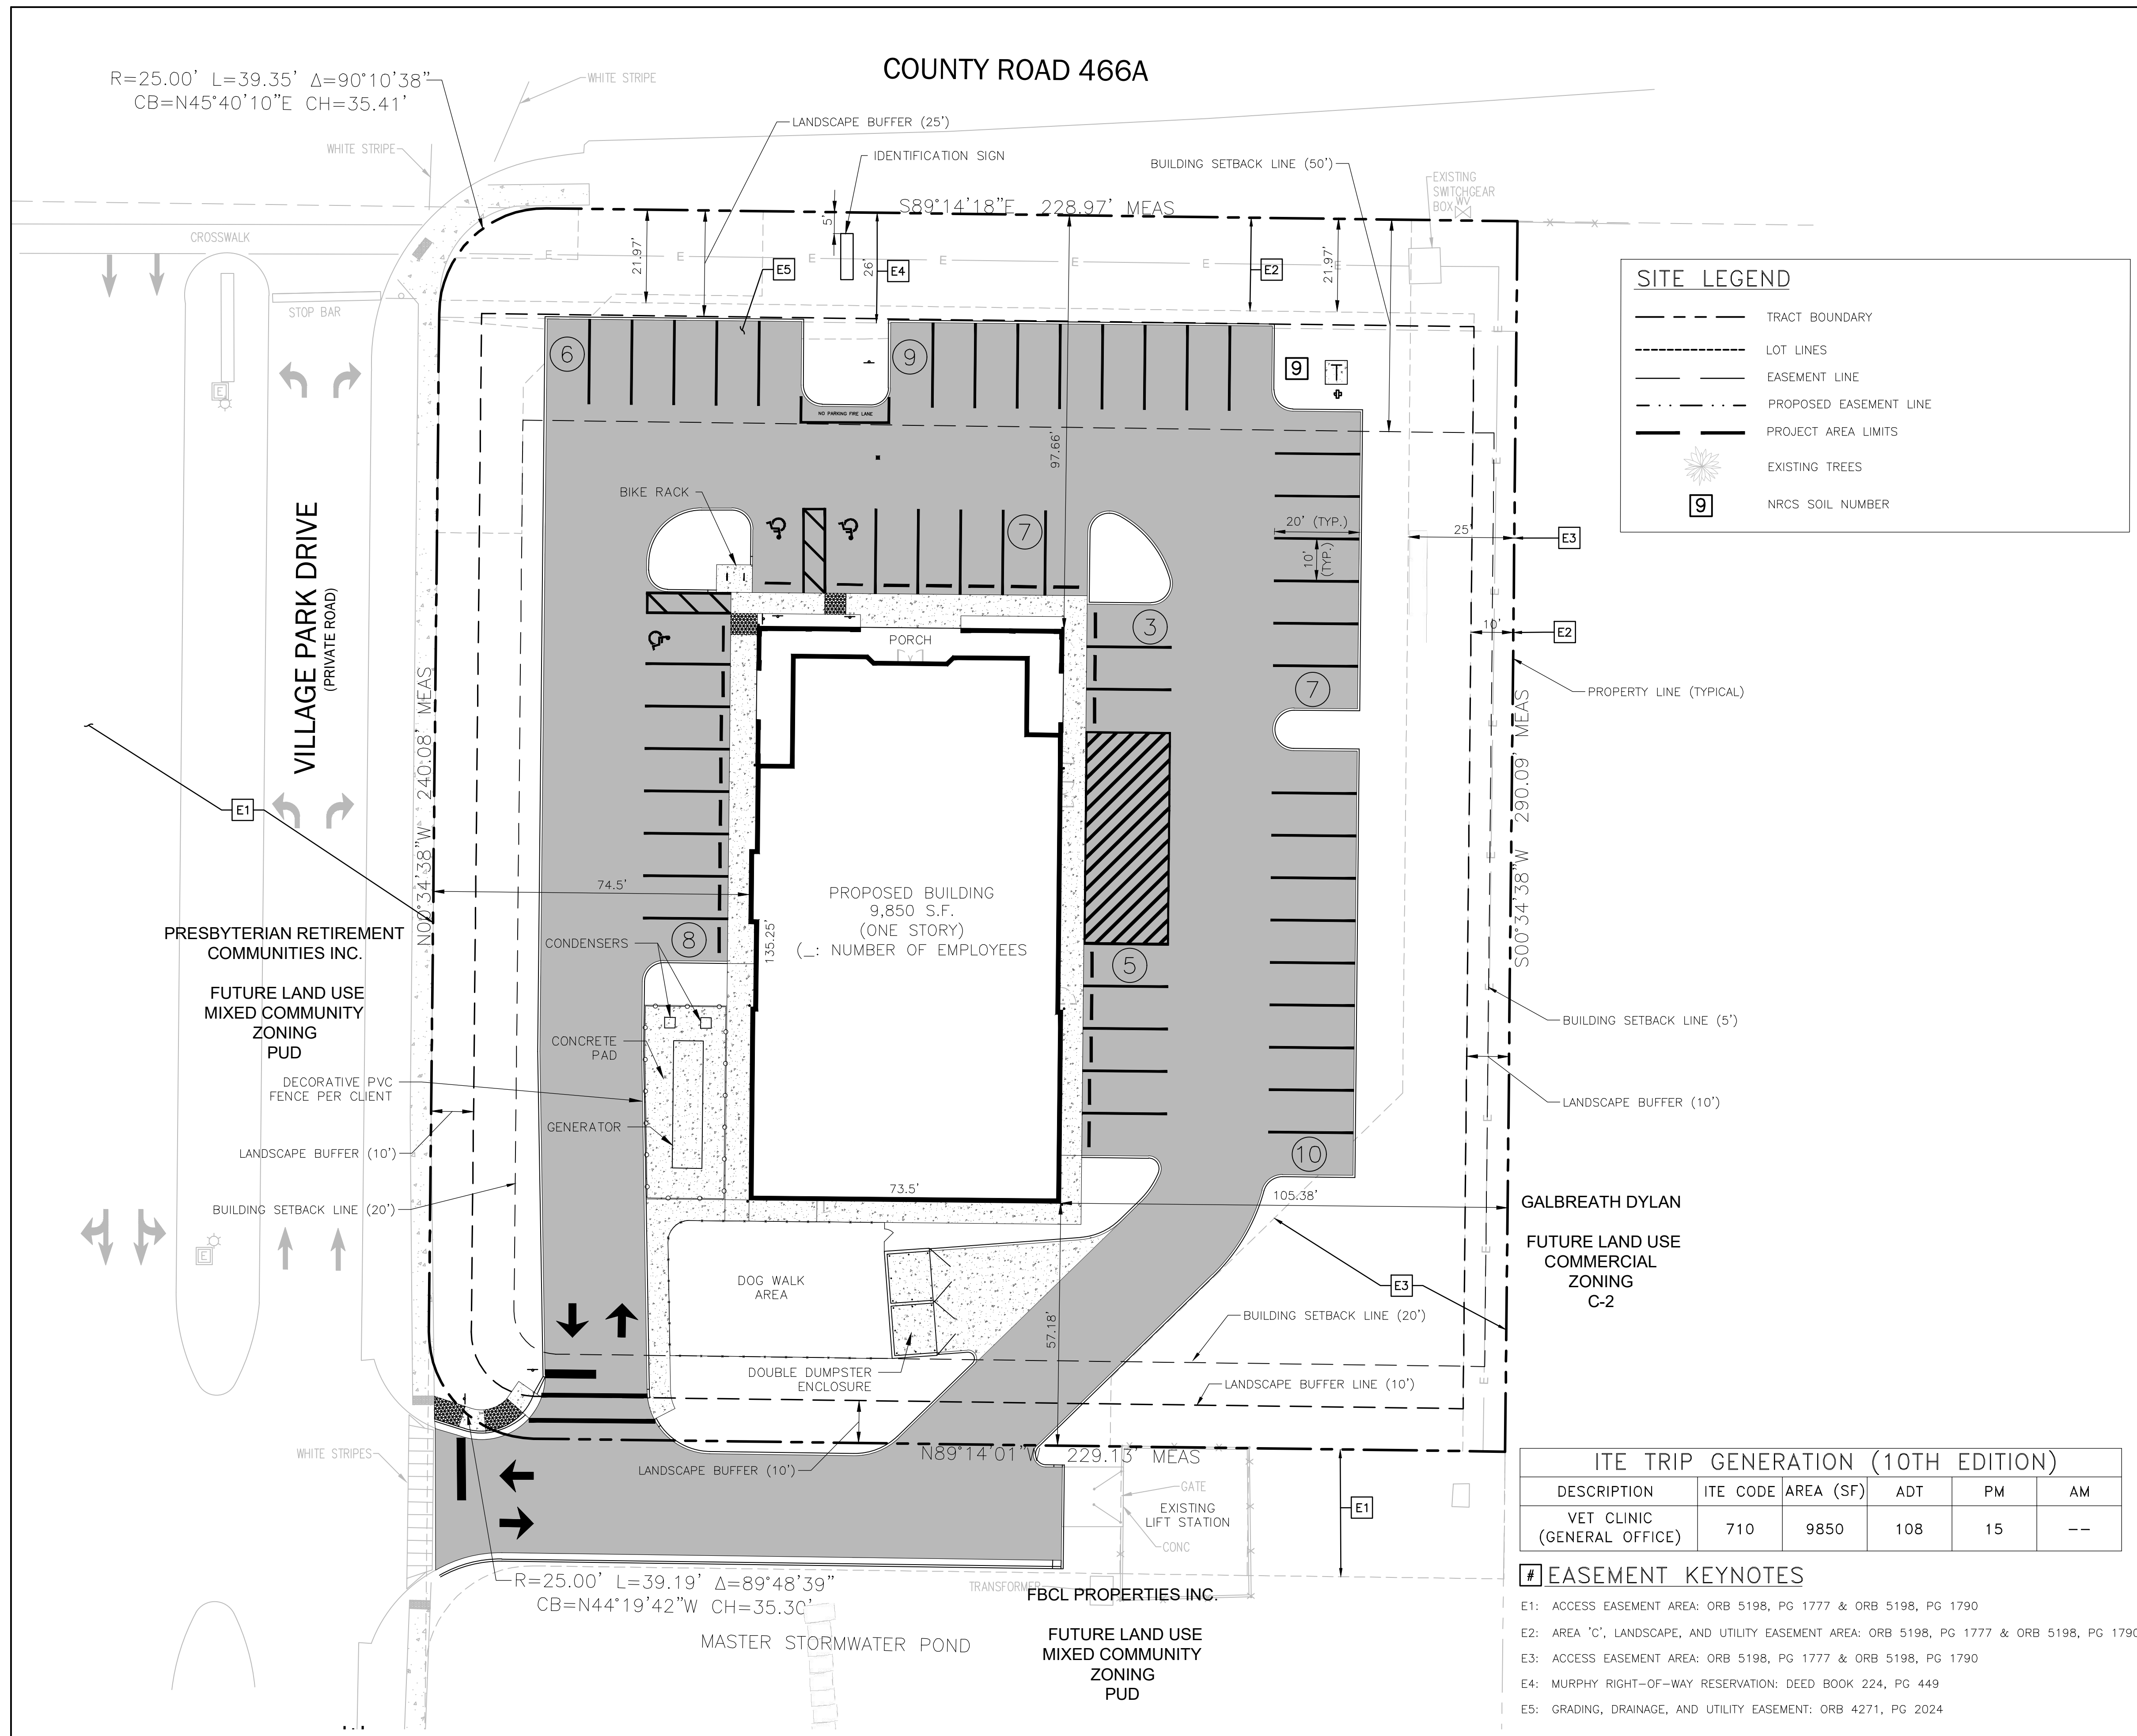 COUNTY ROAD 466A
R=25.00' L=39.35' Δ=90°10'38"
CB=N45°40'10"E CH=35.41'
WHITE STRIPE
WHITE STRIPE
LANDSCAPE BUFFER (25')
IDENTIFICATION SIGN
BUILDING SETBACK LINE (50')
EXISTING
SWITCHGEAR
BOX
WV
S89°14'18"E 228.97' MEAS
CROSSWALK
STOP BAR
5'
21.97'
26'
21.97'
E5
E4
E2
E
E
E
E
E
E
E
6
9
9
T
NO PARKING FIRE LANE
97.66'
SITE LEGEND
TRACT BOUNDARY
LOT LINES
EASEMENT LINE
PROPOSED EASEMENT LINE
PROJECT AREA LIMITS
EXISTING TREES
9
NRCS SOIL NUMBER
BIKE RACK
7
20' (TYP.)
10'
(TYP.)
25'
E3
10'
E2
VILLAGE PARK DRIVE
(PRIVATE ROAD)
3
PORCH
7
PROPERTY LINE (TYPICAL)
N00°34'38"W 240.08' MEAS
S00°34'38"W 290.09' MEAS
E1
74.5'
135.25'
PROPOSED BUILDING
9,850 S.F.
(ONE STORY)
(_: NUMBER OF EMPLOYEES
PRESBYTERIAN RETIREMENT
COMMUNITIES INC.
FUTURE LAND USE
MIXED COMMUNITY
ZONING
PUD
CONDENSERS
8
5
CONCRETE
PAD
BUILDING SETBACK LINE (5')
DECORATIVE PVC
FENCE PER CLIENT
LANDSCAPE BUFFER (10')
GENERATOR
LANDSCAPE BUFFER (10')
10
73.5'
105.38'
BUILDING SETBACK LINE (20')
GALBREATH DYLAN
FUTURE LAND USE
COMMERCIAL
ZONING
C-2
E
DOG WALK
AREA
E3
57.18'
BUILDING SETBACK LINE (20')
DOUBLE DUMPSTER
ENCLOSURE
LANDSCAPE BUFFER LINE (10')
WHITE STRIPES
LANDSCAPE BUFFER (10')
N89°14'01"W 229.13' MEAS
GATE
EXISTING
LIFT STATION
CONC
E1
TRANSFORMER
R=25.00' L=39.19' Δ=89°48'39"
CB=N44°19'42"W CH=35.30'
FBCL PROPERTIES INC.
FUTURE LAND USE
MIXED COMMUNITY
ZONING
PUD
MASTER STORMWATER POND
ITE TRIP GENERATION (10TH EDITION)
DESCRIPTION ITE CODE AREA (SF) ADT PM AM
VET CLINIC
(GENERAL OFFICE) 710 9850 108 15 --
# EASEMENT KEYNOTES
E1: ACCESS EASEMENT AREA: ORB 5198, PG 1777 & ORB 5198, PG 1790
E2: AREA 'C', LANDSCAPE, AND UTILITY EASEMENT AREA: ORB 5198, PG 1777 & ORB 5198, PG 1790
E3: ACCESS EASEMENT AREA: ORB 5198, PG 1777 & ORB 5198, PG 1790
E4: MURPHY RIGHT-OF-WAY RESERVATION: DEED BOOK 224, PG 449
E5: GRADING, DRAINAGE, AND UTILITY EASEMENT: ORB 4271, PG 2024